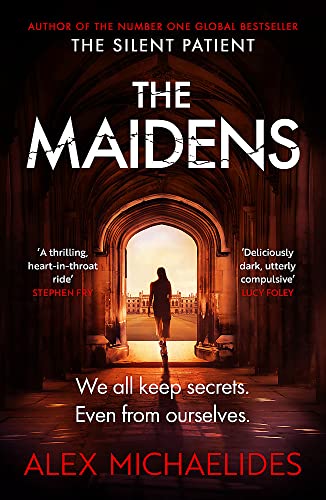 AUTHOR OF THE NUMBER ONE GLOBAL BESTSELLER
THE SILENT PATIENT
THE
MAIDENS
'A thrilling,
heart-in-throat
ride'
STEPHEN FRY
'Deliciously
dark, utterly
compulsive'
LUCY FOLEY
We all keep secrets.
Even from ourselves.
ALEX MICHAELIDES